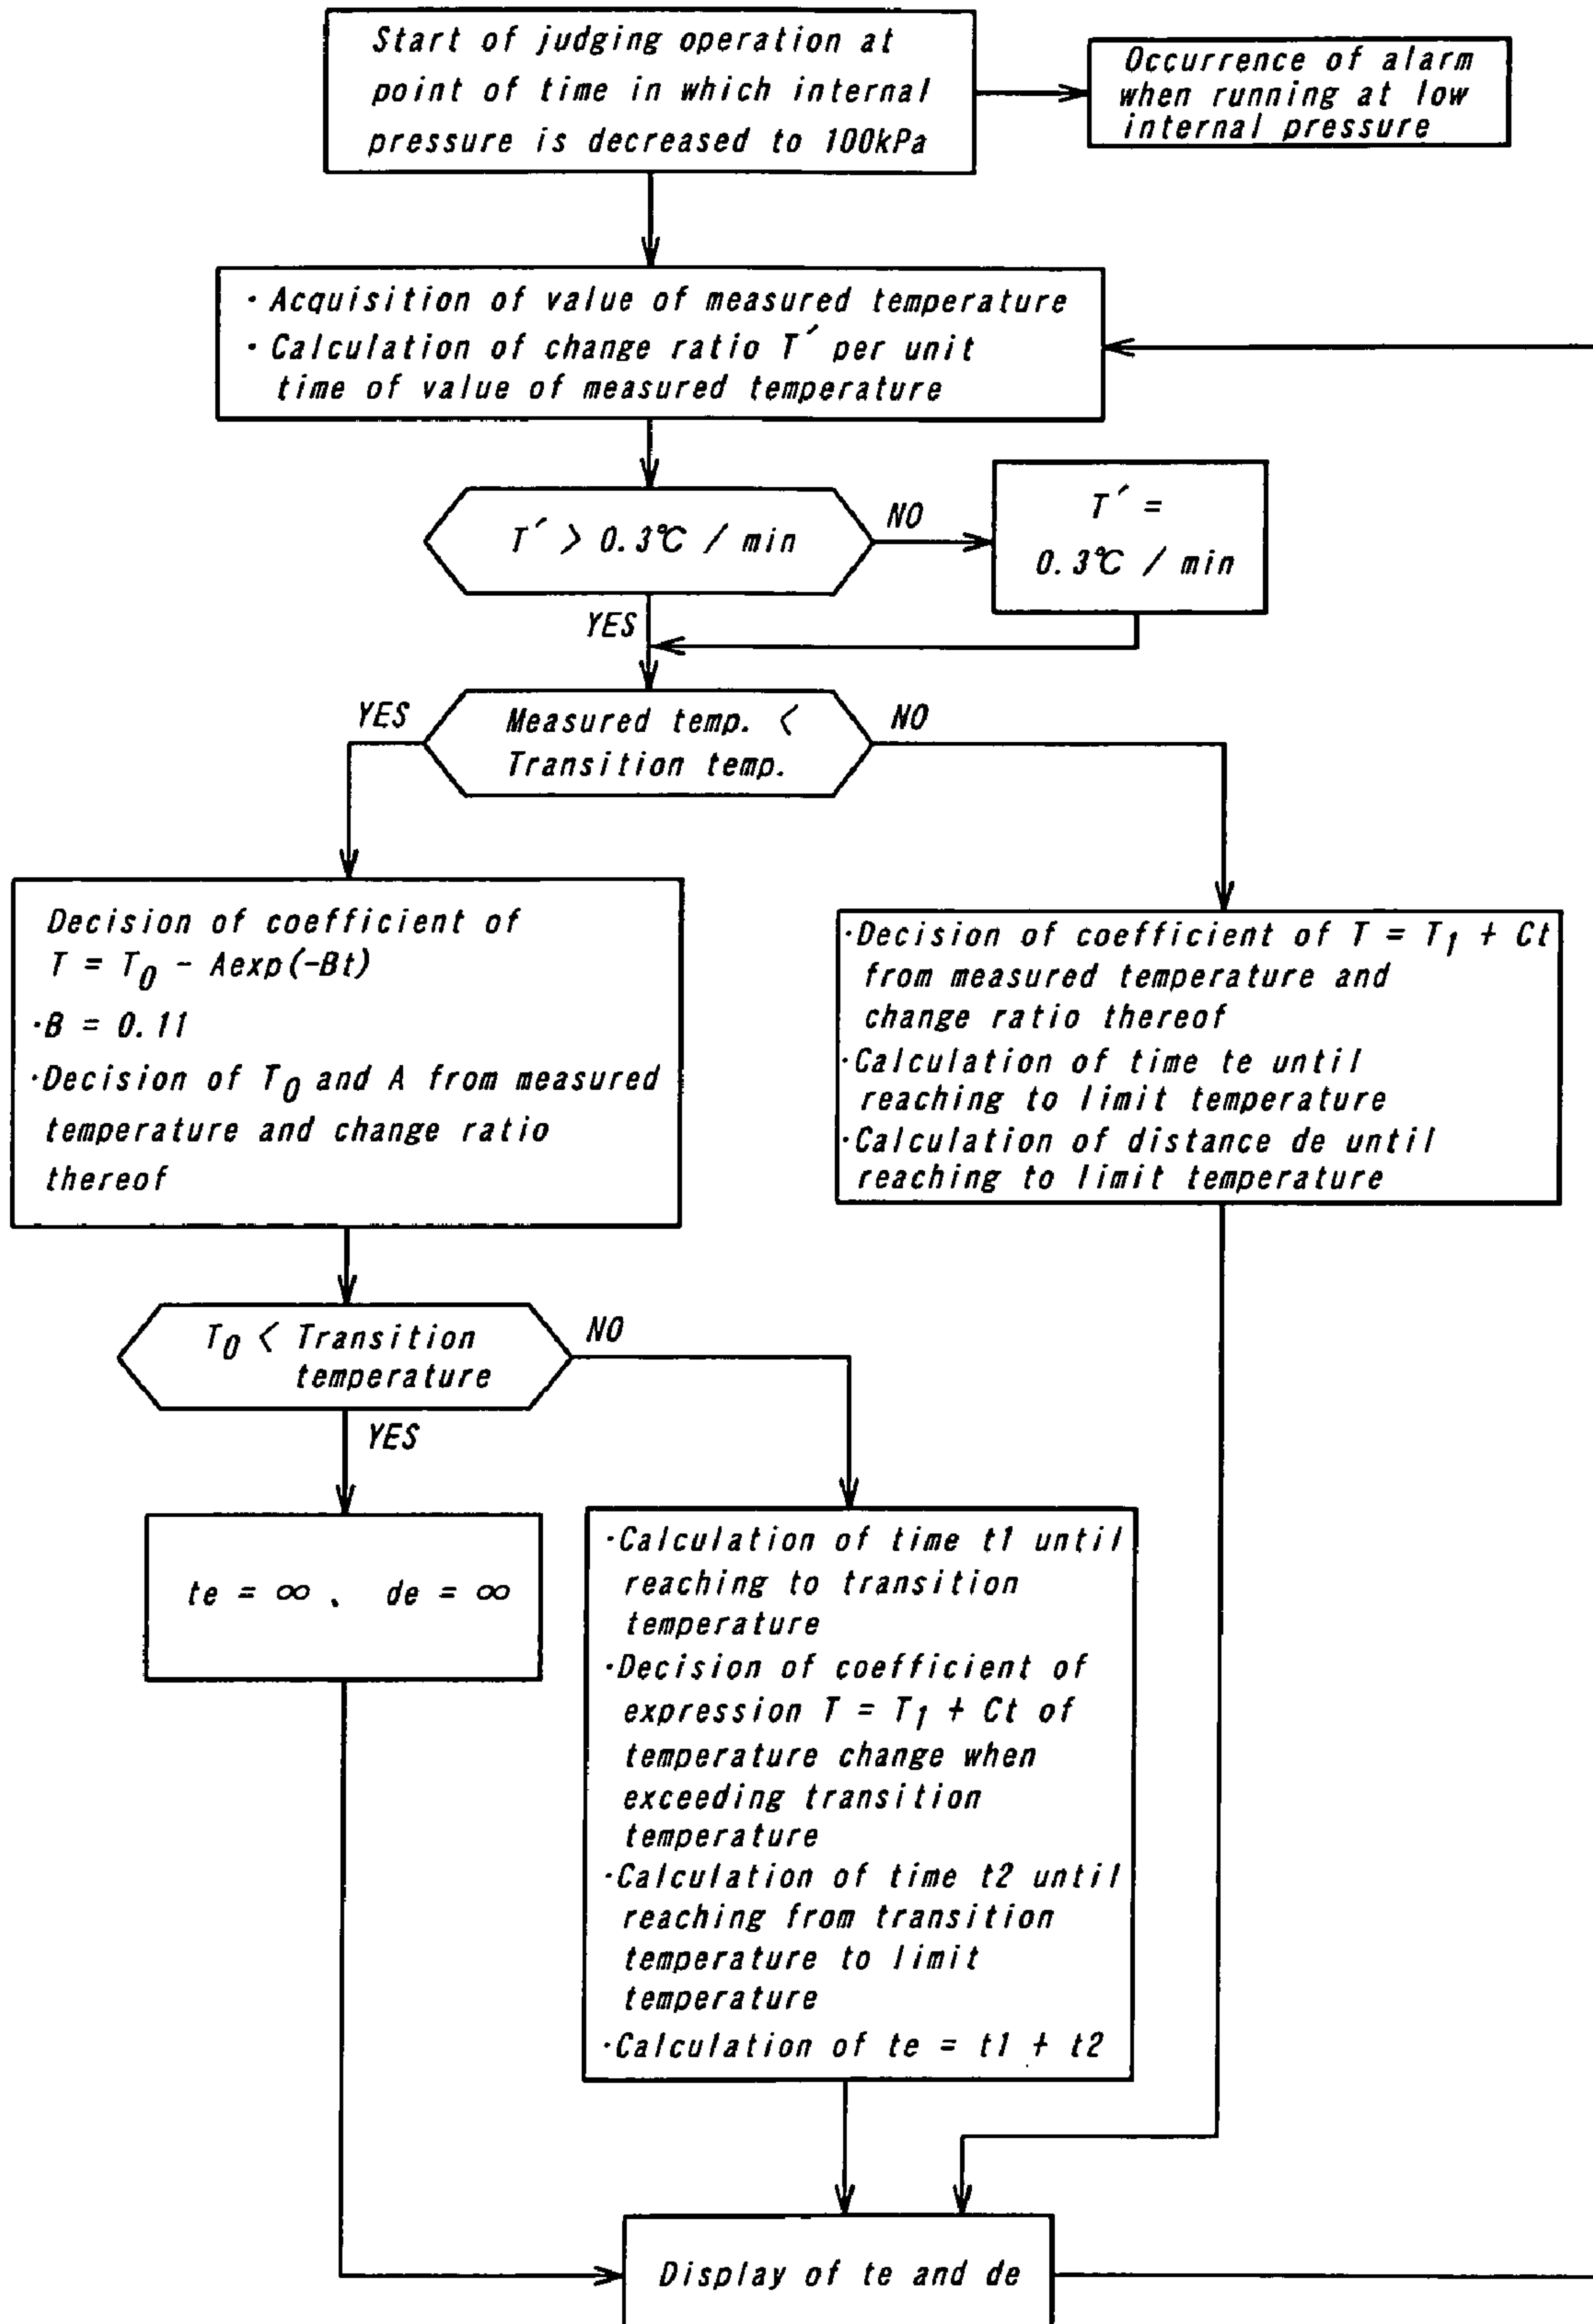 Start of judging operation at
point of time in which internal
pressure is decreased to 100kPa
Occurrence of alarm
when running at low
internal pressure
・Acquisition of value of measured temperature
・Calculation of change ratio T´ per unit
time of value of measured temperature
T´ > 0.3℃ / min
NO
T´ =
0.3℃ / min
YES
YES
Measured temp. <
Transition temp.
NO
Decision of coefficient of
T = T0 - Aexp(-Bt)
・B = 0.11
・Decision of T0 and A from measured
temperature and change ratio
thereof
・Decision of coefficient of T = T1 + Ct
from measured temperature and
change ratio thereof
・Calculation of time te until
reaching to limit temperature
・Calculation of distance de until
reaching to limit temperature
T0 < Transition
temperature
NO
YES
te = ∞ 、 de = ∞
・Calculation of time t1 until
reaching to transition
temperature
・Decision of coefficient of
expression T = T1 + Ct of
temperature change when
exceeding transition
temperature
・Calculation of time t2 until
reaching from transition
temperature to limit
temperature
・Calculation of te = t1 + t2
Display of te and de